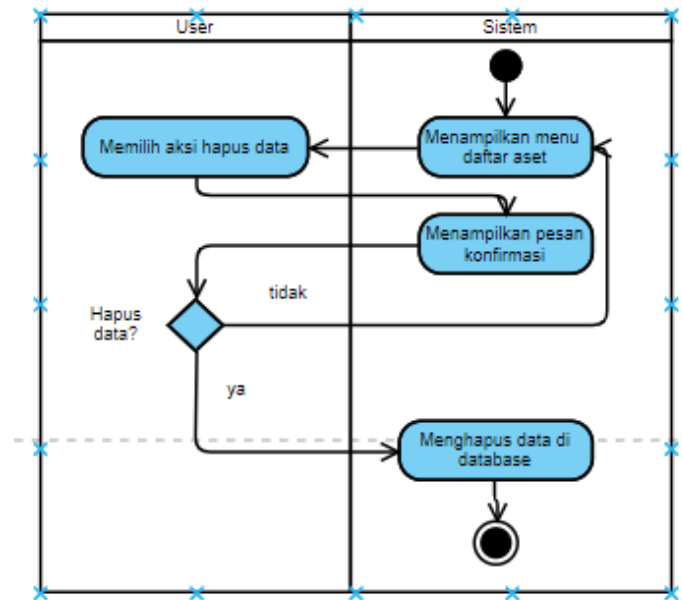 User
Sistem
Memilih aksi hapus data
Menampilkan menu
daftar aset
Menampilkan pesan
konfirmasi
tidak
Hapus
data?
ya
Menghapus data di
database